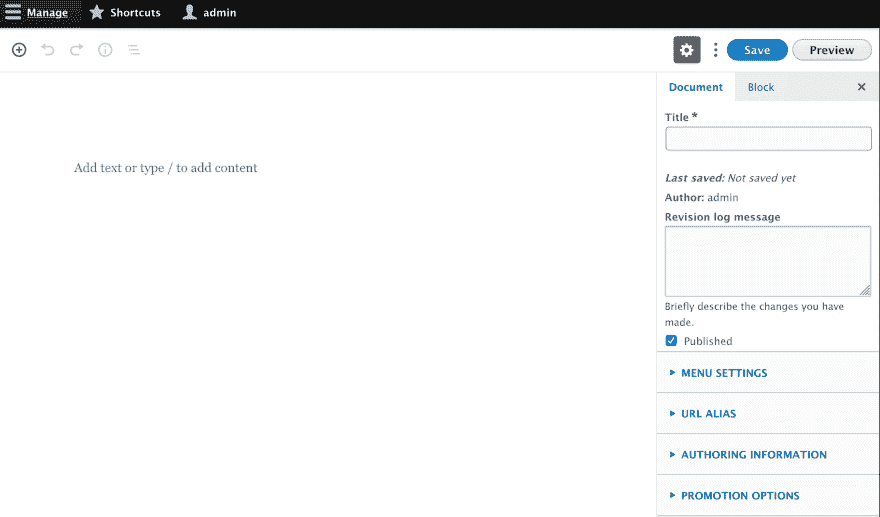 Manage Shortcuts admin
Save Preview
Document Block
Title *
Add text or type / to add content
Last saved: Not saved yet
Author: admin
Revision log message
Briefly describe the changes you have
made.
Published
MENU SETTINGS
URL ALIAS
AUTHORING INFORMATION
PROMOTION OPTIONS